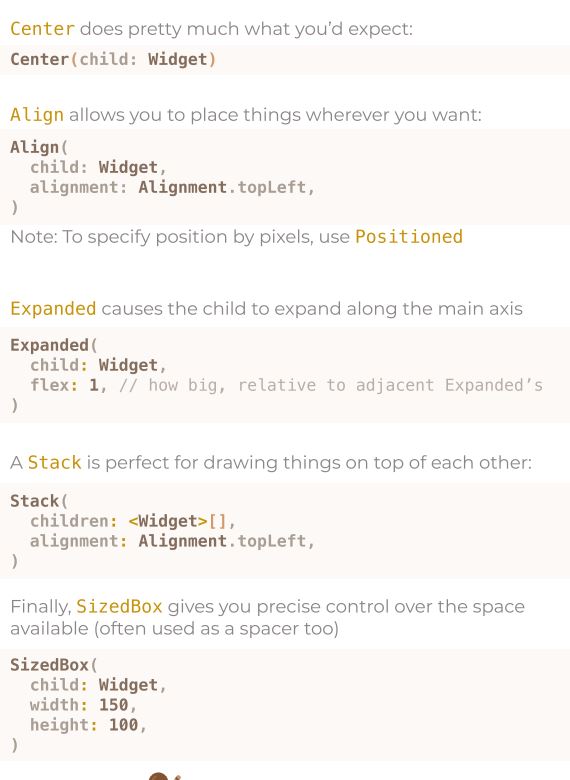 Center does pretty much what you’d expect:
Center(child: Widget)
Align allows you to place things wherever you want:
Align(
  child: Widget,
  alignment: Alignment.topLeft,
)
Note: To specify position by pixels, use Positioned
Expanded causes the child to expand along the main axis
Expanded(
  child: Widget,
  flex: 1, // how big, relative to adjacent Expanded’s
)
A Stack is perfect for drawing things on top of each other:
Stack(
  children: <Widget>[],
  alignment: Alignment.topLeft,
)
Finally, SizedBox gives you precise control over the space
available (often used as a spacer too)
SizedBox(
  child: Widget,
  width: 150,
  height: 100,
)